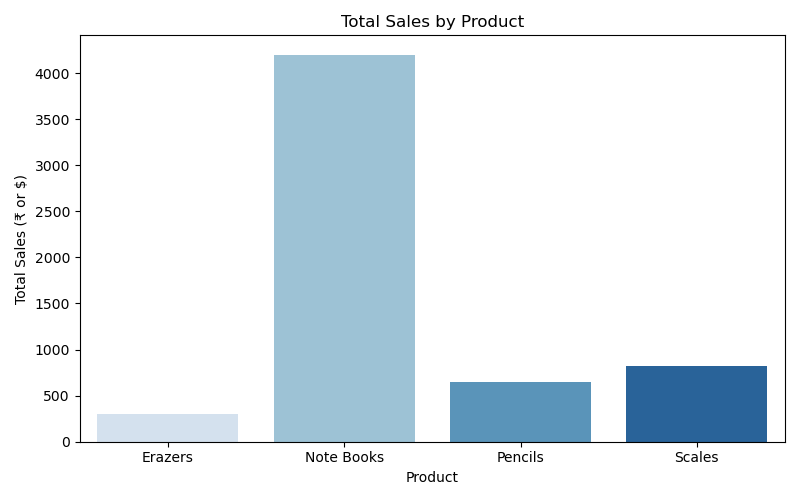 Total Sales by Product
Total Sales (₹ or $)
4000
3500
3000
2500
2000
1500
1000
500
0
Erazers Note Books Pencils Scales
Product